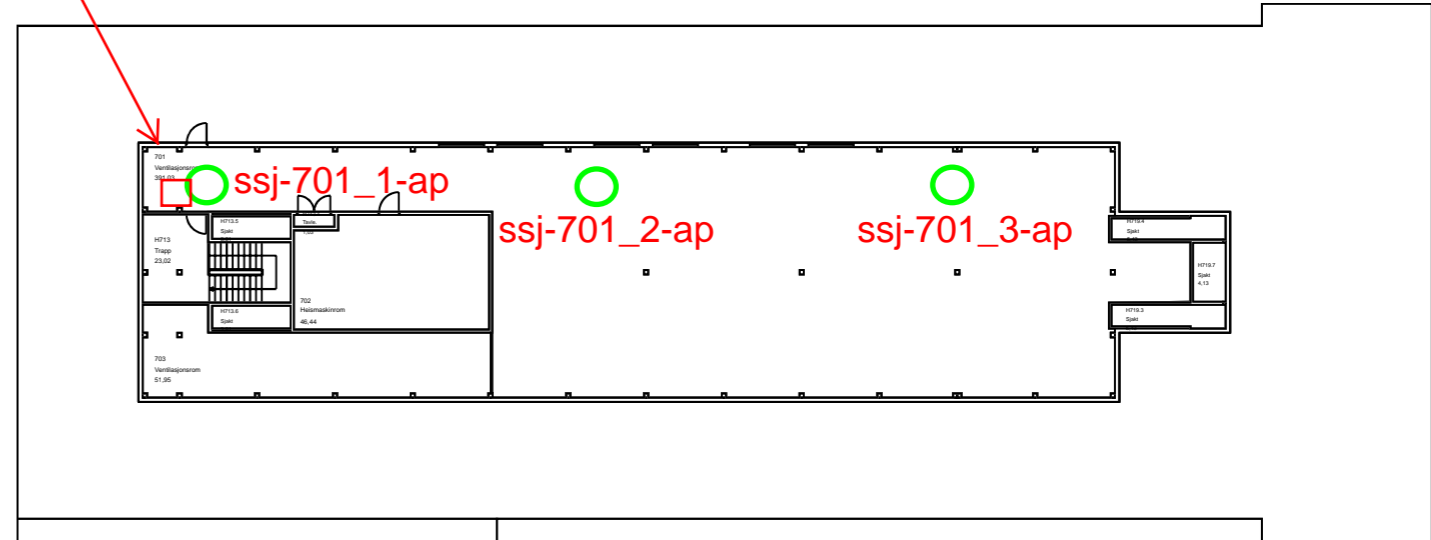 701
Ventilasjonsrom
391,03
ssj-701_1-ap
ssj-701_2-ap
ssj-701_3-ap
H713.5
Sjakt
Tavle.
H719.4
Sjakt
H713
Trapp
23,02
H719.7
Sjakt
4,13
702
Heismaskinrom
46,44
H713.6
Sjakt
H719.3
Sjakt
703
Ventilasjonsrom
51,95